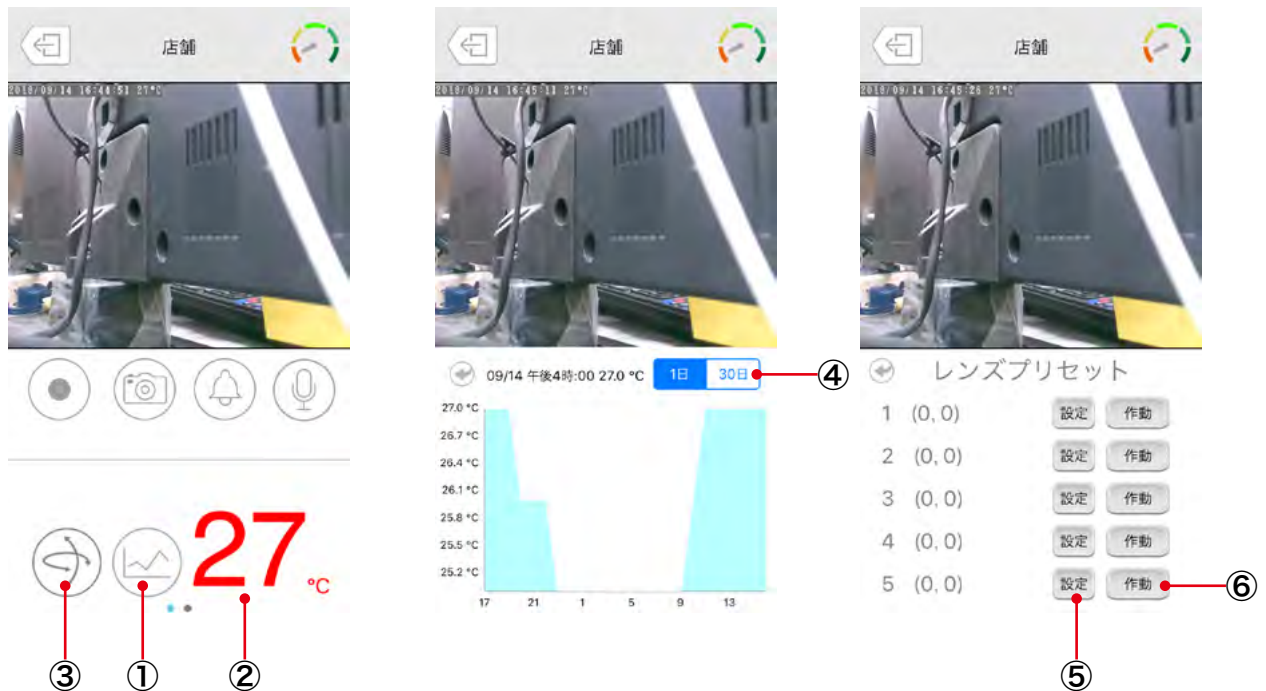 店舗
2018/09/14 16:44:51 27°C
27
°C
③
①
②
店舗
2018/09/14 16:45:11 27°C
09/14 午後4時:00 27.0 °C
1日
30日
④
27.0 °C
26.7 °C
26.4 °C
26.1 °C
25.8 °C
25.5 °C
25.2 °C
17 21 1 5 9 13
店舗
2018/09/14 16:45:26 27°C
レンズプリセット
1 (0, 0) 設定 作動
2 (0, 0) 設定 作動
3 (0, 0) 設定 作動
4 (0, 0) 設定 作動
5 (0, 0) 設定 作動
⑥
⑤